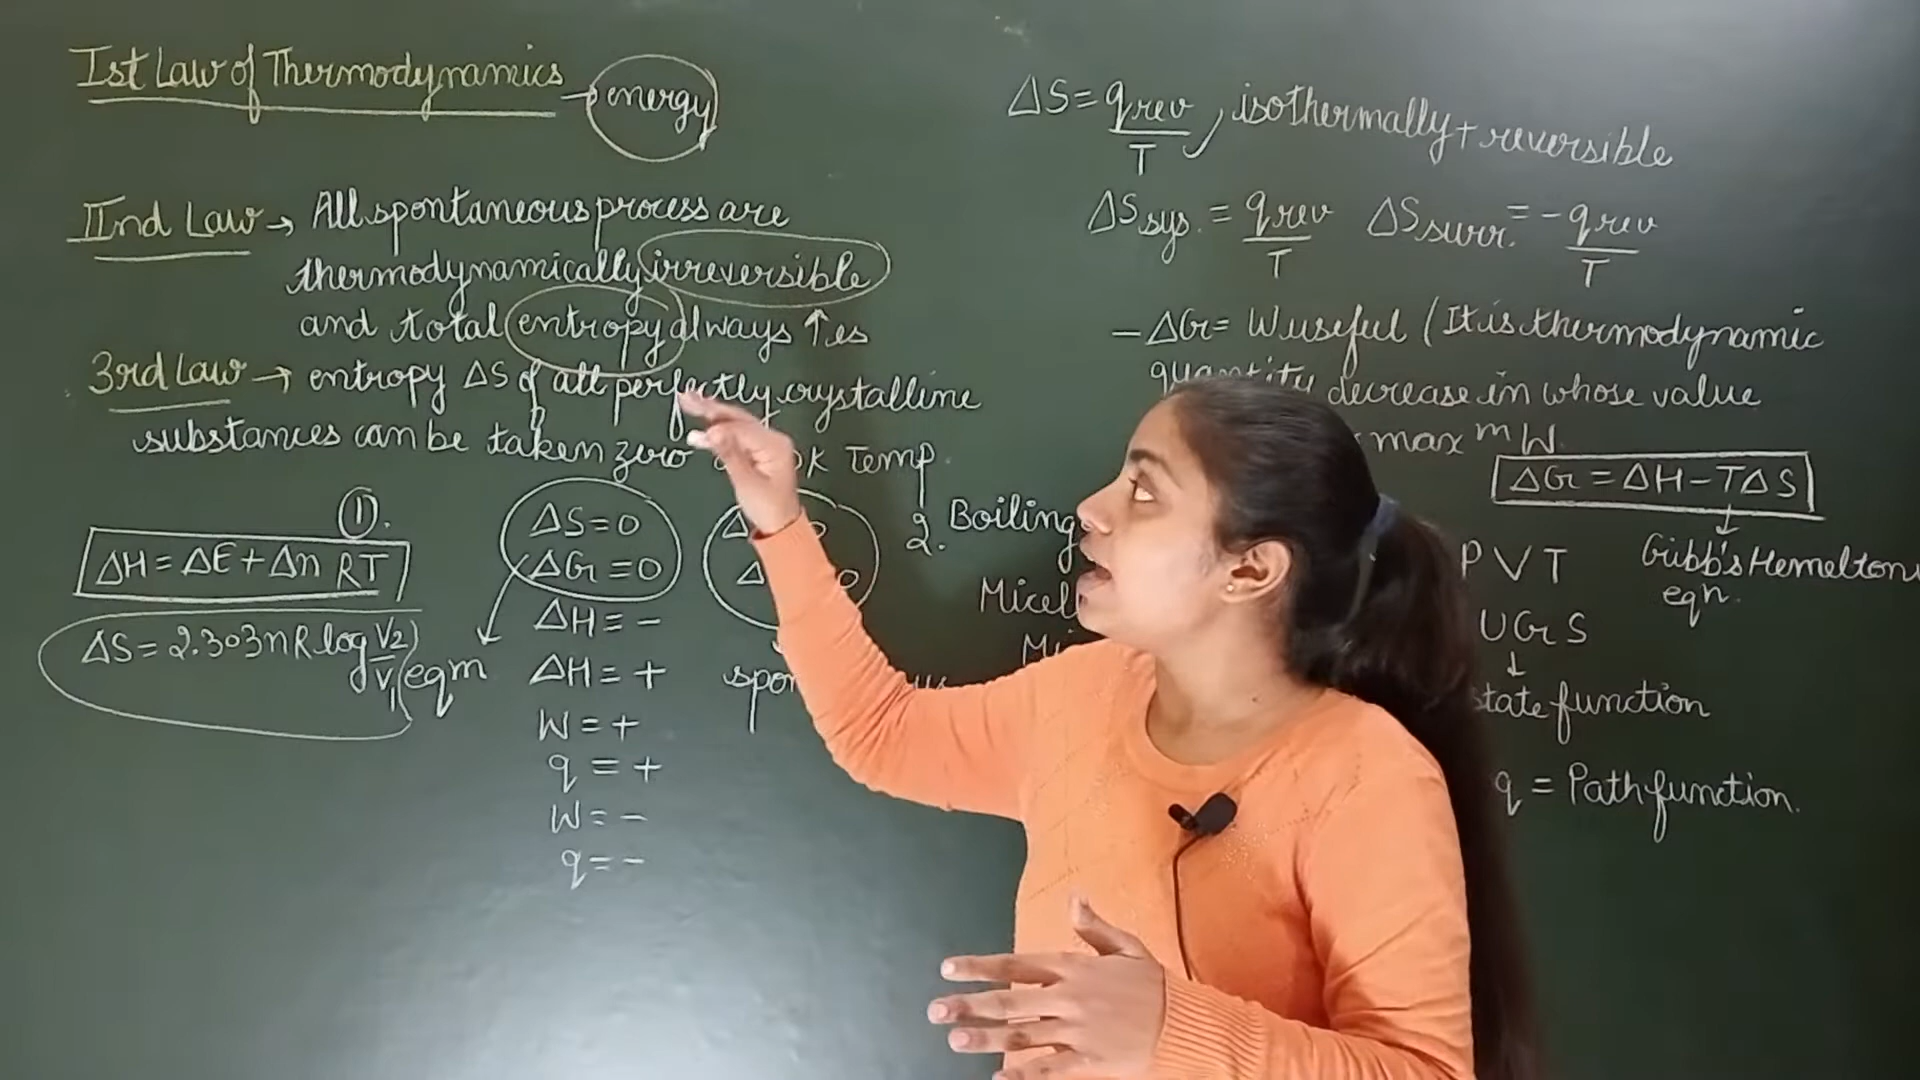 Ist Law of Thermodynamics → energy
IInd Law → All spontaneous process are
thermodynamically irreversible
and total entropy always ↑es
3rd Law → entropy ΔS of all perfectly crystalline
substances can be taken zero K Temp.
①.
ΔH = ΔE + Δn RT
ΔS = 2.303nR log V2/V1
eqm
ΔS = 0
ΔG = 0
ΔH = -
ΔH = +
W = +
q = +
W = -
q = -
ΔS = qrev/T, isothermally + reversible
ΔSsys. = qrev/T ΔSsurr. = -qrev/T
-ΔG = Wuseful (It is thermodynamic
quantity decrease in whose value
max^m W.
ΔG = ΔH - TΔS
Gibb's Hemeltons
eqn.
2. Boiling
P V T
U G S
↓
state function
q = Path function.